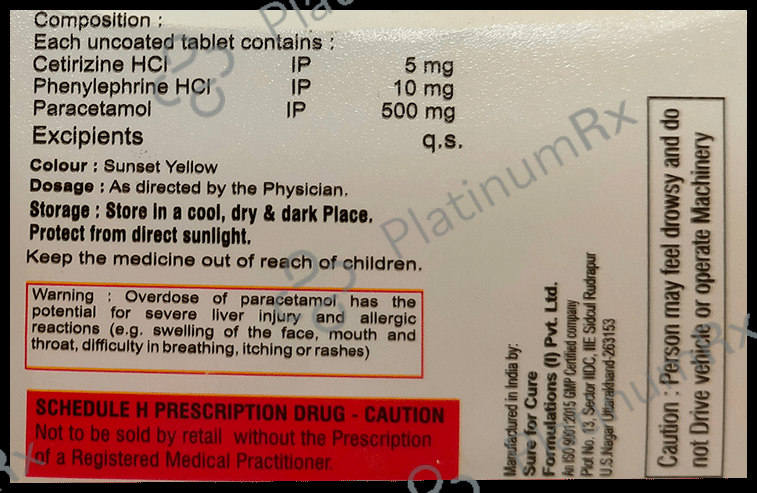 Composition :
Each uncoated tablet contains :
Cetirizine HCl IP 5 mg
Phenylephrine HCl IP 10 mg
Paracetamol IP 500 mg
Excipients q.s.
Colour : Sunset Yellow
Dosage : As directed by the Physician.
Storage : Store in a cool, dry & dark Place.
Protect from direct sunlight.
Keep the medicine out of reach of children.
Warning : Overdose of paracetamol has the
potential for severe liver injury and allergic
reactions (e.g. swelling of the face, mouth and
throat, difficulty in breathing, itching or rashes)
SCHEDULE H PRESCRIPTION DRUG - CAUTION
Not to be sold by retail without the Prescription
of a Registered Medical Practitioner.
Manufactured in India by:
Sure for Cure
Formulations (I) Pvt. Ltd.
An ISO 9001:2015 GMP Certified company
Plot No. 13, Sector IIDC, IIE Sidcul Rudrapur
U.S.Nagar Uttarakhand-263153
Caution : Person may feel drowsy and do
not Drive vehicle or operate Machinery
PlatinumRx
PlatinumRx
PlatinumRx